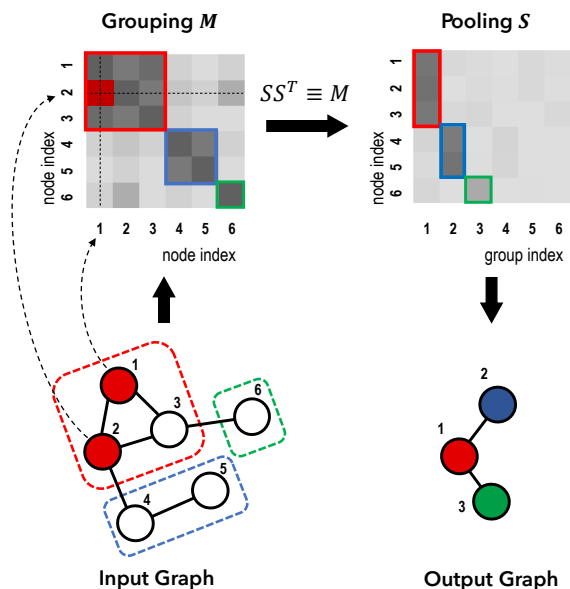 Grouping M
Pooling S
1
2
3
4
5
6
node index
1 2 3 4 5 6
node index
SSᵀ ≡ M
1
2
3
4
5
6
node index
1 2 3 4 5 6
group index
1
2
3
4
5
6
Input Graph
2
1
3
Output Graph